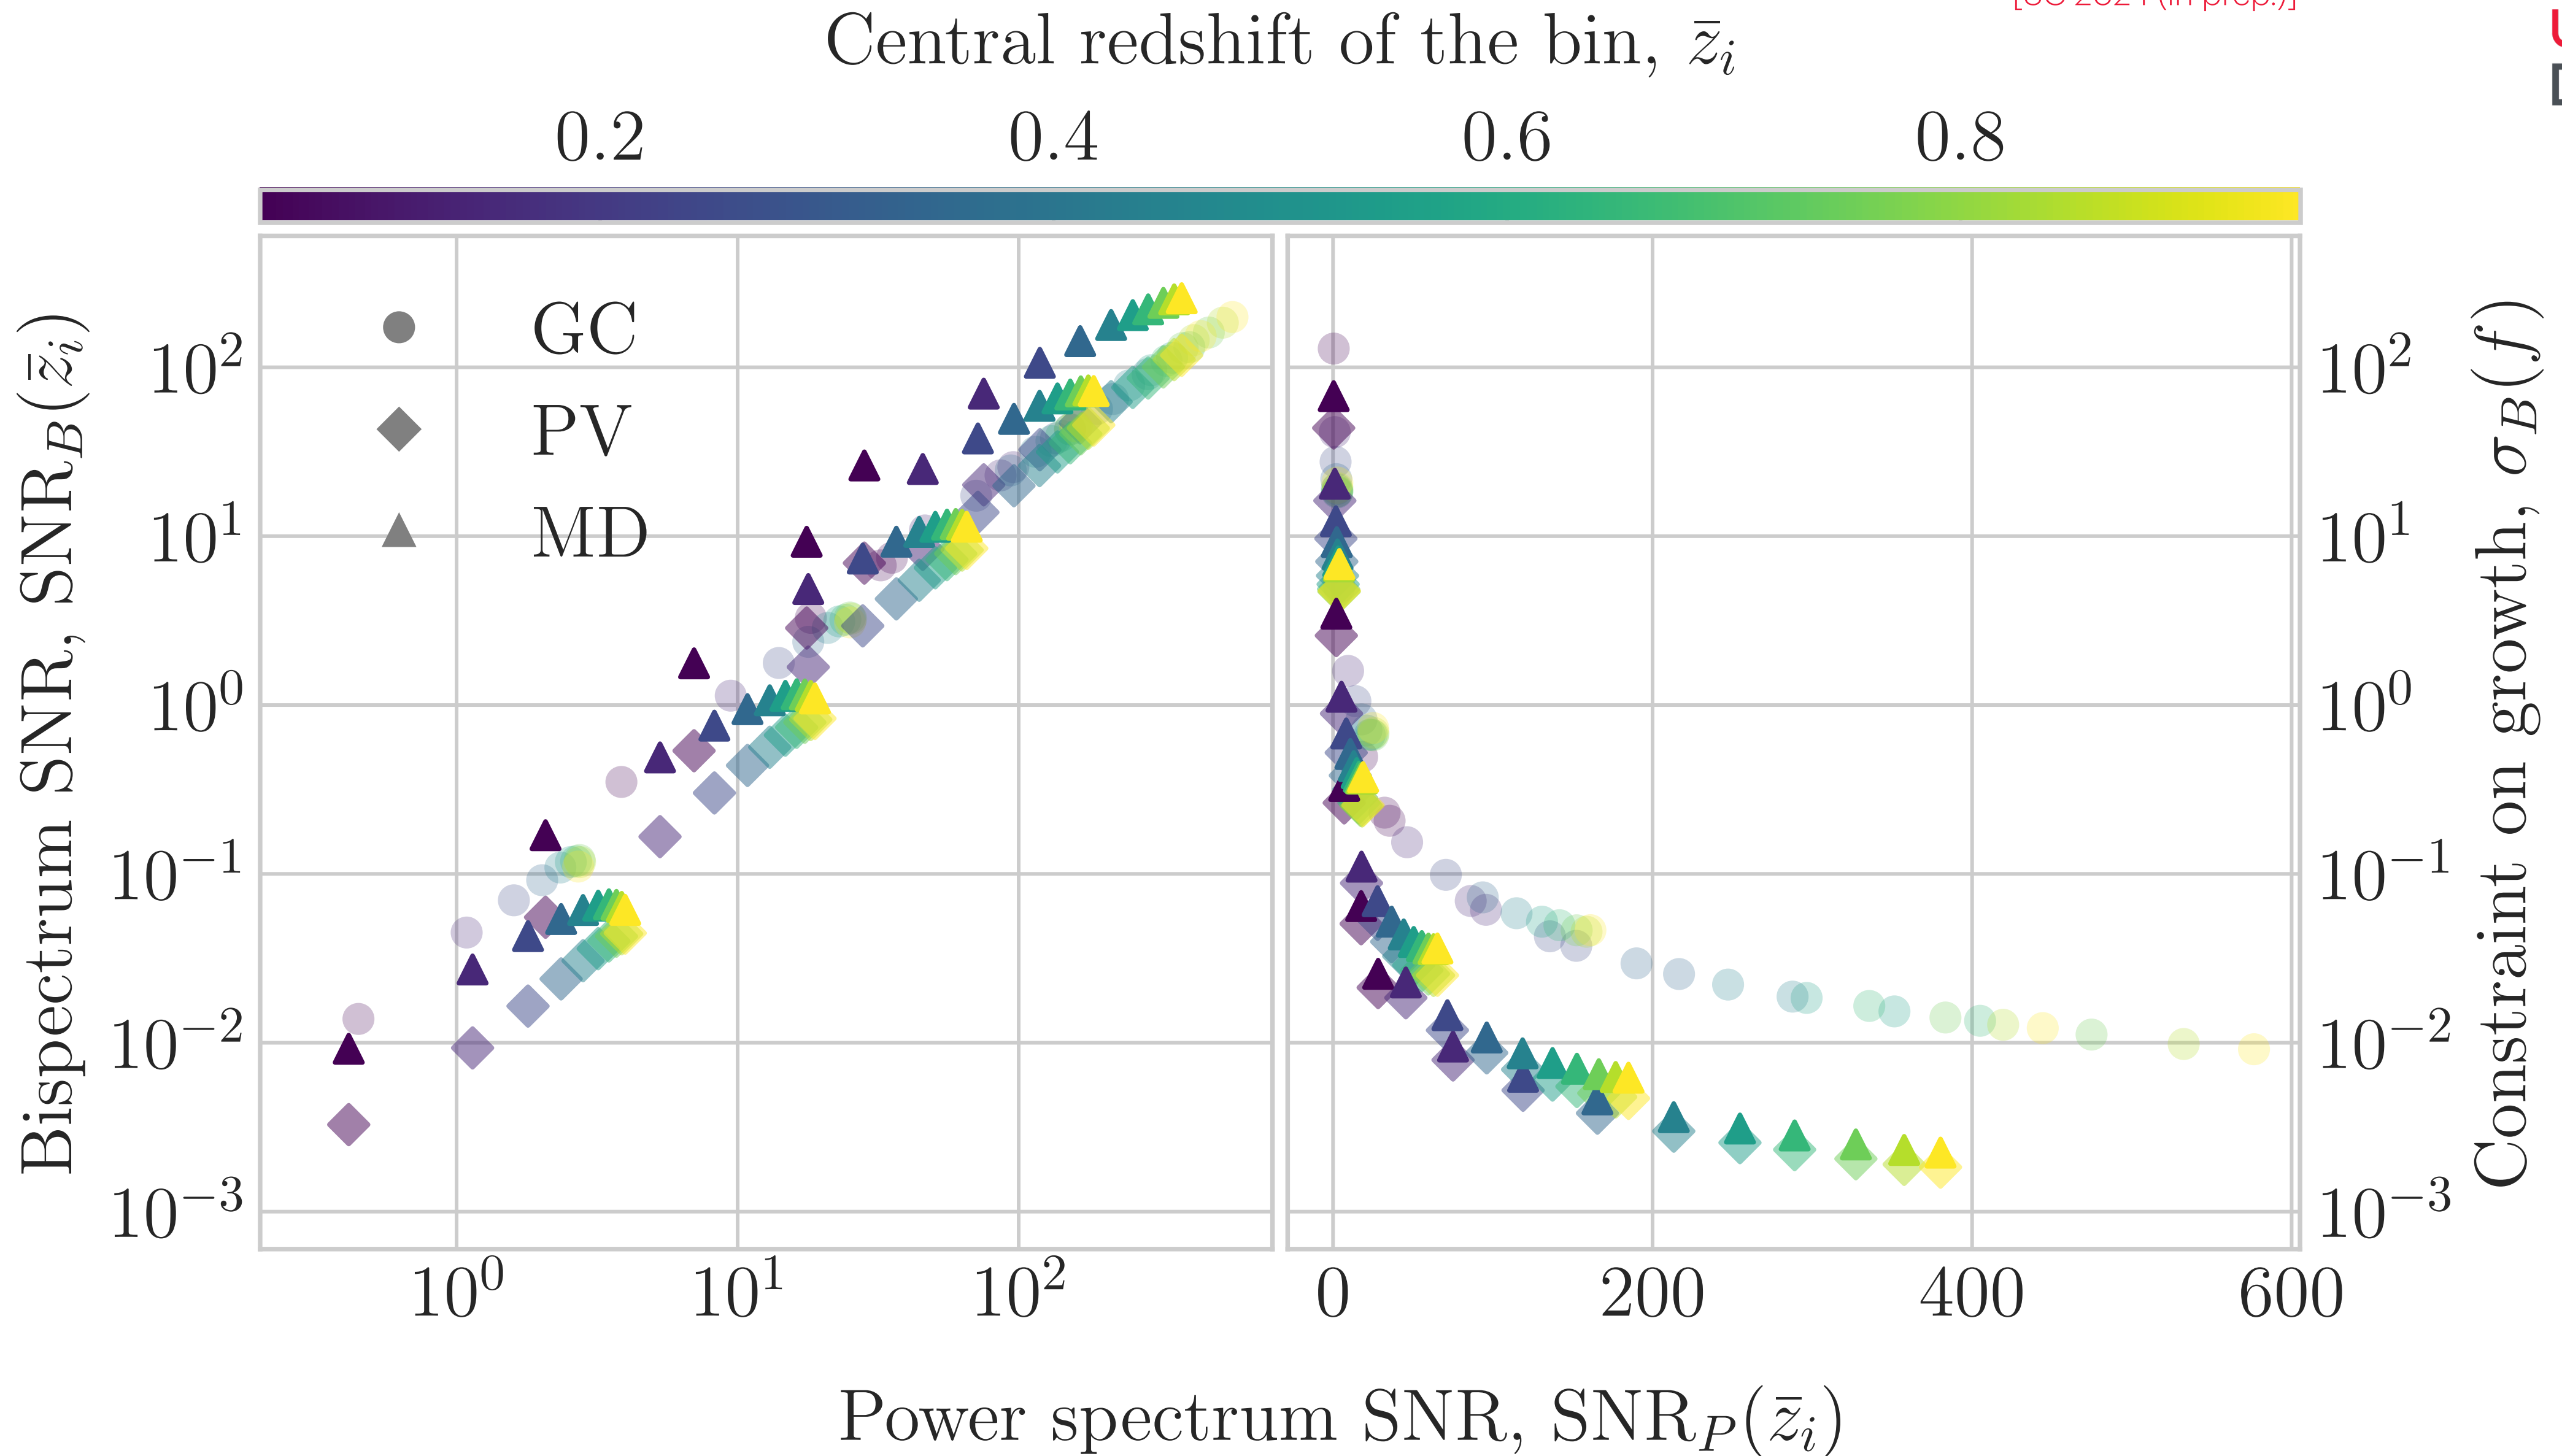 Central redshift of the bin, z̄ᵢ
0.2 0.4 0.6 0.8
Bispectrum SNR, SNR_B(z̄ᵢ)
10² 10¹ 10⁰ 10⁻¹ 10⁻² 10⁻³
GC
PV
MD
10⁰ 10¹ 10²
0 200 400 600
10² 10¹ 10⁰ 10⁻¹ 10⁻² 10⁻³
Constraint on growth, σ_B(f)
Power spectrum SNR, SNR_P(z̄ᵢ)